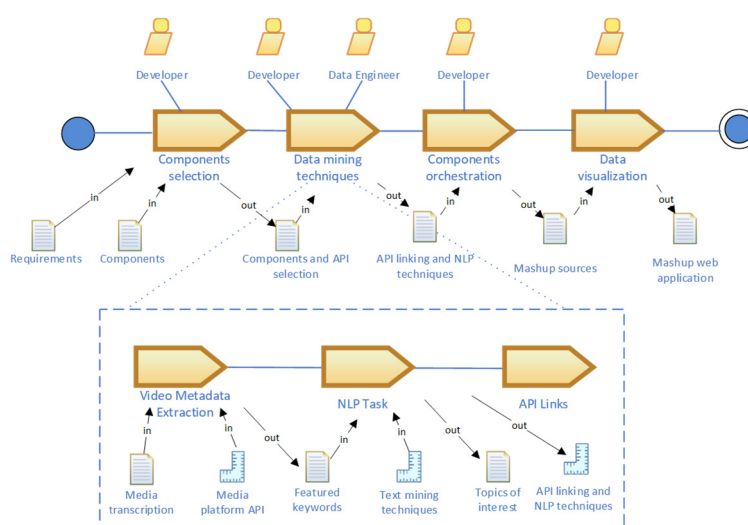 Developer
Developer
Data Engineer
Developer
Developer
Components
selection
Data mining
techniques
Components
orchestration
Data
visualization
in
in
out
in
out
in
out
in
out
Requirements
Components
Components and API
selection
API linking and NLP
techniques
Mashup sources
Mashup web
application
Video Metadata
Extraction
NLP Task
API Links
in
in
out
in
in
out
out
Media
transcription
Media
platform API
Featured
keywords
Text mining
techniques
Topics of
interest
API linking and
NLP techniques